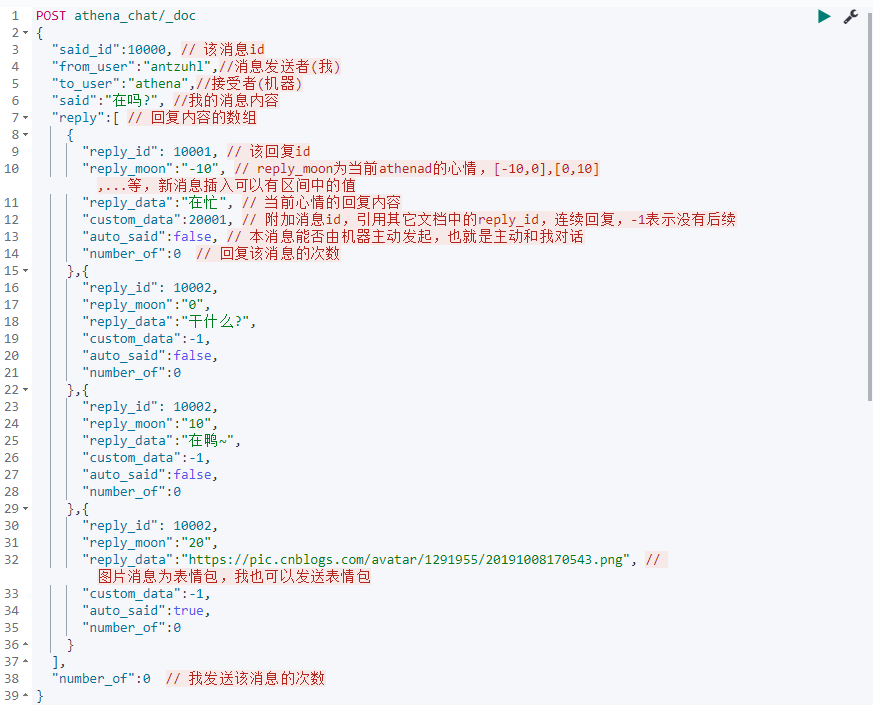 1 POST athena_chat/_doc
2 {
3 "said_id":10000, // 该消息id
4 "from_user":"antzuhl",//消息发送者(我)
5 "to_user":"athena",//接受者(机器)
6 "said":"在吗?", //我的消息内容
7 "reply":[ // 回复内容的数组
8 {
9 "reply_id": 10001, // 该回复id
10 "reply_moon":"-10", // reply_moon为当前athenad的心情，[-10,0],[0,10]
,...等，新消息插入可以有区间中的值
11 "reply_data":"在忙", // 当前心情的回复内容
12 "custom_data":20001, // 附加消息id，引用其它文档中的reply_id，连续回复，-1表示没有后续
13 "auto_said":false, // 本消息能否由机器主动发起，也就是主动和我对话
14 "number_of":0 // 回复该消息的次数
15 },{
16 "reply_id": 10002,
17 "reply_moon":"0",
18 "reply_data":"干什么?",
19 "custom_data":-1,
20 "auto_said":false,
21 "number_of":0
22 },{
23 "reply_id": 10002,
24 "reply_moon":"10",
25 "reply_data":"在鸭~",
26 "custom_data":-1,
27 "auto_said":false,
28 "number_of":0
29 },{
30 "reply_id": 10002,
31 "reply_moon":"20",
32 "reply_data":"https://pic.cnblogs.com/avatar/1291955/20191008170543.png", //
图片消息为表情包，我也可以发送表情包
33 "custom_data":-1,
34 "auto_said":true,
35 "number_of":0
36 }
37 ],
38 "number_of":0 // 我发送该消息的次数
39 }